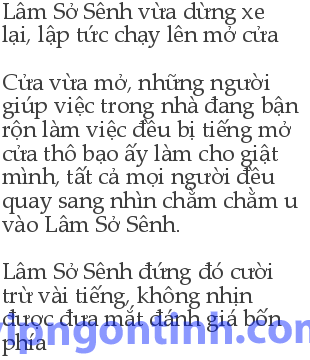 Lâm Sở Sênh vừa dừng xe
lại, lập tức chạy lên mở cửa
Cửa vừa mở, những người
giúp việc trong nhà đang bận
rộn làm việc đều bị tiếng mở
cửa thô bạo ấy làm cho giật
mình, tất cả mọi người đều
quay sang nhìn chằm chằm u
vào Lâm Sở Sênh.
Lâm Sở Sênh đứng đó cười
trừ vài tiếng, không nhịn
được đưa mắt đánh giá bốn
phía
vipngontinh.com